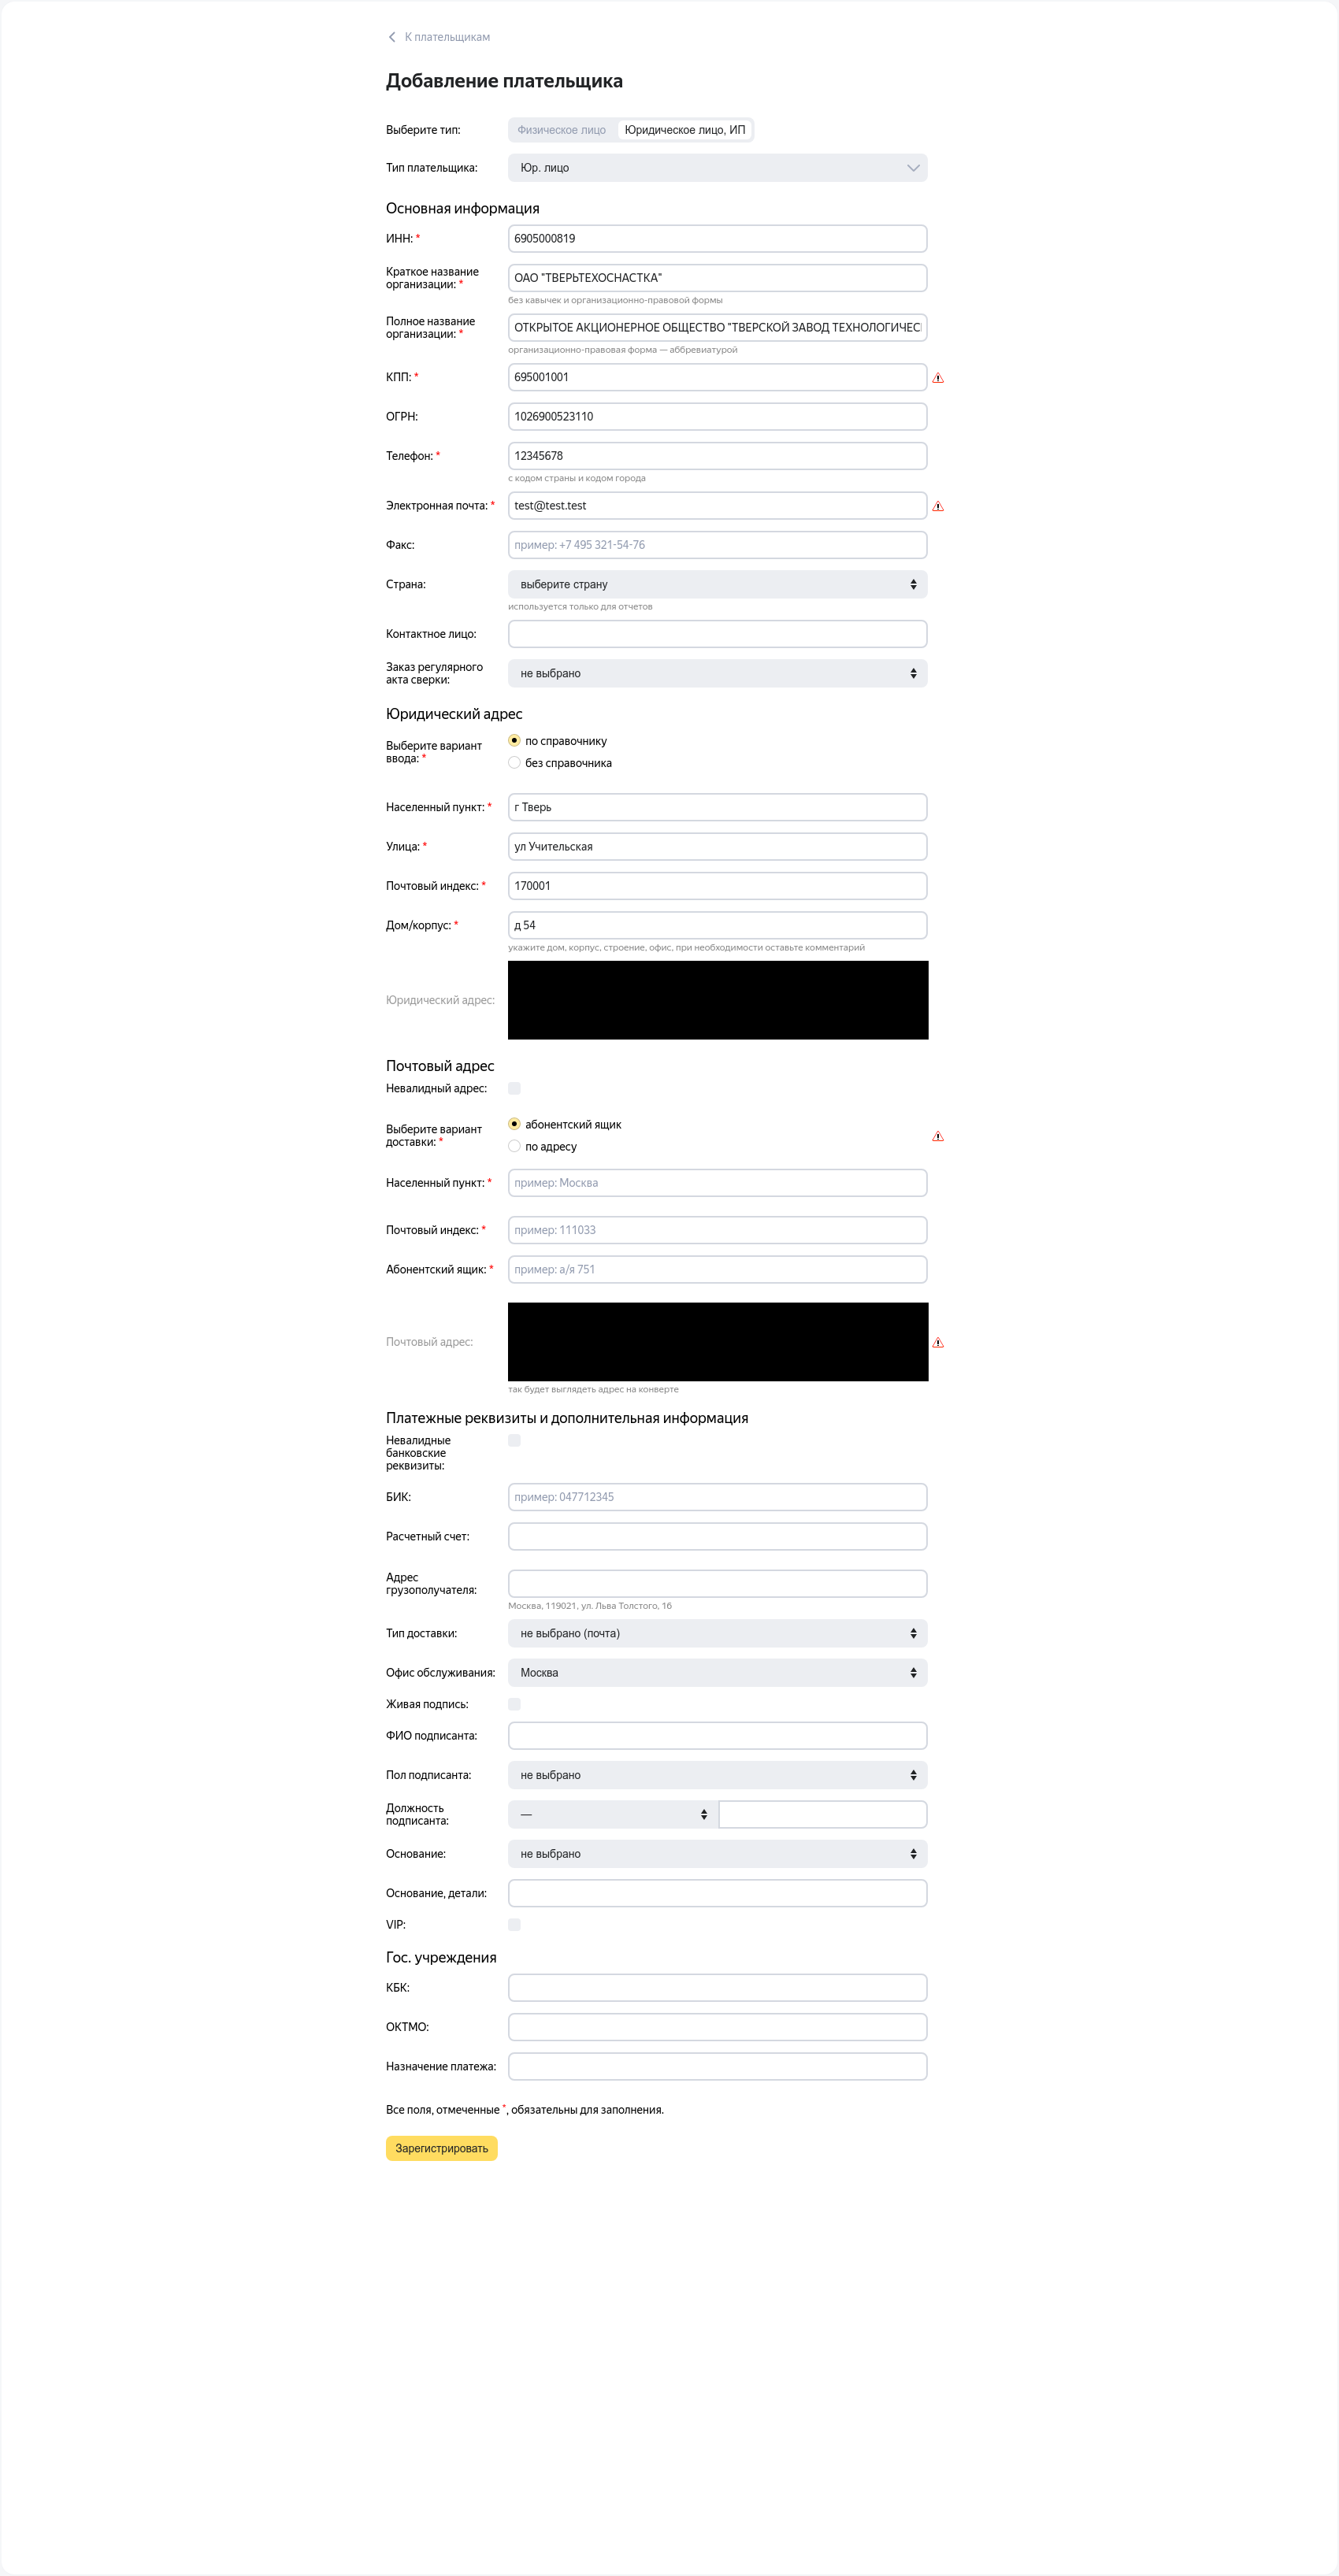 К плательщикам
Добавление плательщика
Выберите тип:
Физическое лицо Юридическое лицо, ИП
Тип плательщика:
Юр. лицо
Основная информация
ИНН: *
6905000819
Краткое название
организации: *
ОАО "ТВЕРЬТЕХОСНАСТКА"
без кавычек и организационно-правовой формы
Полное название
организации: *
ОТКРЫТОЕ АКЦИОНЕРНОЕ ОБЩЕСТВО "ТВЕРСКОЙ ЗАВОД ТЕХНОЛОГИЧЕС
организационно-правовая форма — аббревиатурой
КПП: *
695001001
ОГРН:
1026900523110
Телефон: *
12345678
с кодом страны и кодом города
Электронная почта: *
test@test.test
Факс:
пример: +7 495 321-54-76
Страна:
выберите страну
используется только для отчетов
Контактное лицо:
Заказ регулярного
акта сверки:
не выбрано
Юридический адрес
Выберите вариант
ввода: *
по справочнику
без справочника
Населенный пункт: *
г Тверь
Улица: *
ул Учительская
Почтовый индекс: *
170001
Дом/корпус: *
д 54
укажите дом, корпус, строение, офис, при необходимости оставьте комментарий
Юридический адрес:
Почтовый адрес
Невалидный адрес:
Выберите вариант
доставки: *
абонентский ящик
по адресу
Населенный пункт: *
пример: Москва
Почтовый индекс: *
пример: 111033
Абонентский ящик: *
пример: а/я 751
Почтовый адрес:
так будет выглядеть адрес на конверте
Платежные реквизиты и дополнительная информация
Невалидные
банковские
реквизиты:
БИК:
пример: 047712345
Расчетный счет:
Адрес
грузополучателя:
Москва, 119021, ул. Льва Толстого, 16
Тип доставки:
не выбрано (почта)
Офис обслуживания:
Москва
Живая подпись:
ФИО подписанта:
Пол подписанта:
не выбрано
Должность
подписанта:
—
Основание:
не выбрано
Основание, детали:
VIP:
Гос. учреждения
КБК:
ОКТМО:
Назначение платежа:
Все поля, отмеченные *, обязательны для заполнения.
Зарегистрировать